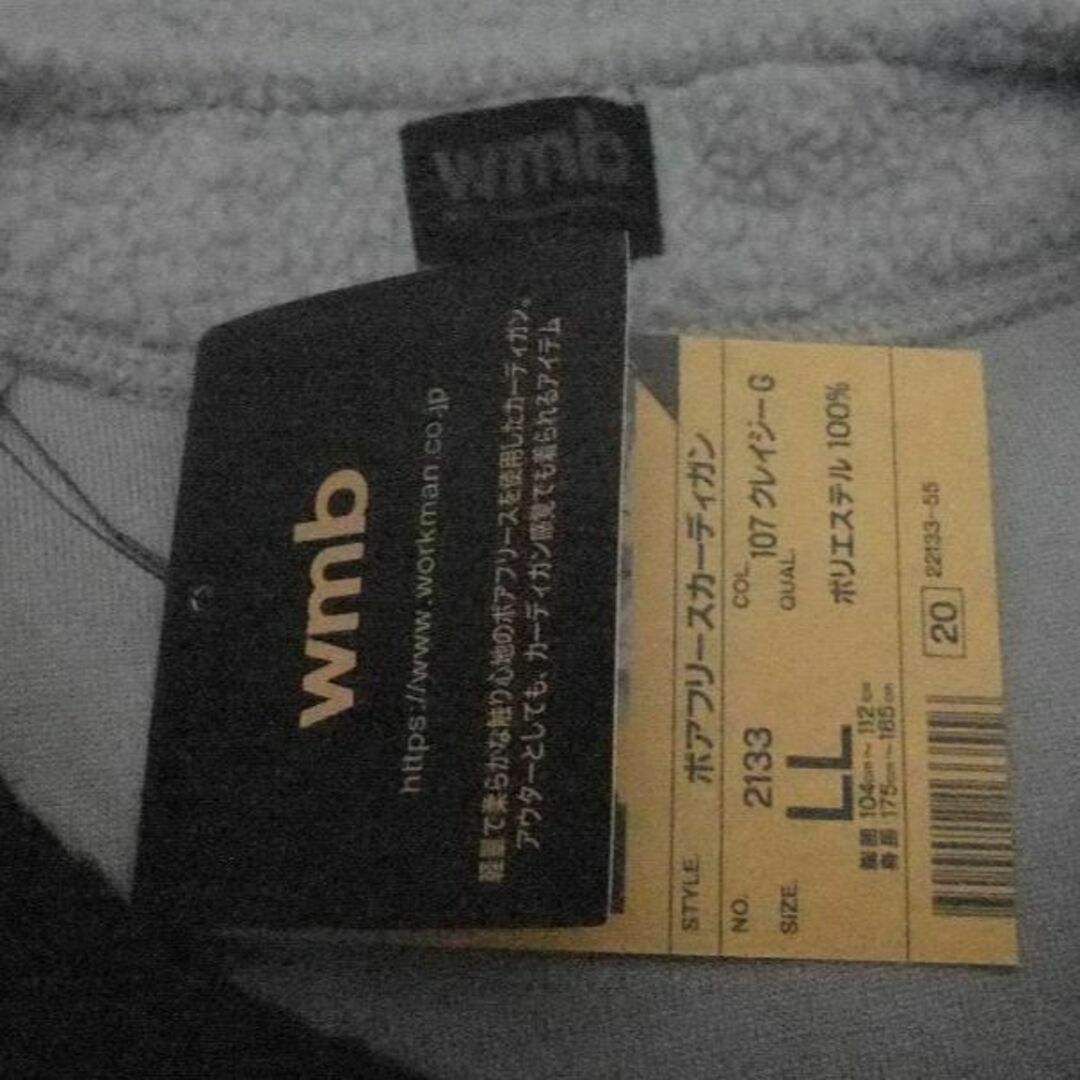 wmb
wmb
https://www.workman.co.jp
軽量で柔らかな触り心地のボアフリースを使用したカーディガン。
アウターとしても、カーディガン感覚でも着られるアイテム
STYLE. ボアフリースカーディガン
NO. 2133 COL. 107 クレイジーG
SIZE. LL QUAL. ポリエステル 100%
胸囲 104cm〜112cm
身長 175cm〜185cm
20 22133-55